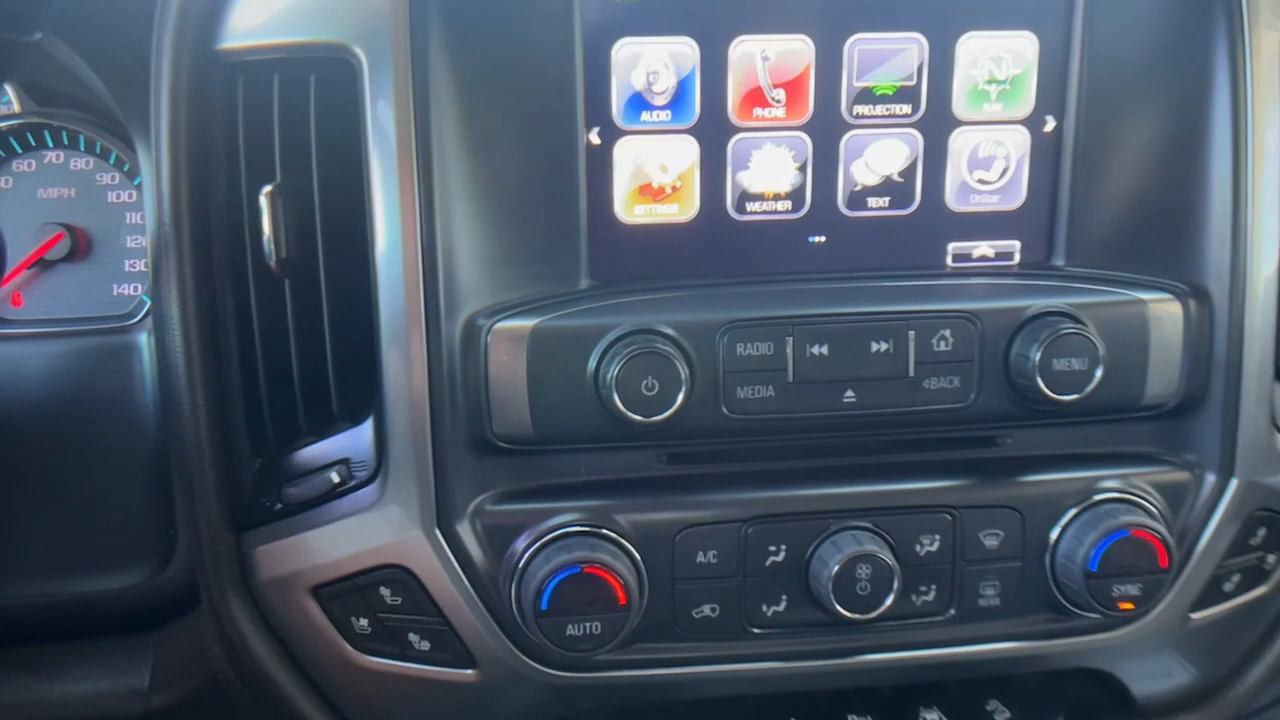 AUDIO
PHONE
PROJECTION
NAV
SETTINGS
WEATHER
TEXT
OnStar
60 70 80
90
100
MPH
110
120
130
140
RADIO
MEDIA
BACK
MENU
A/C
AUTO
REAR
SYNC